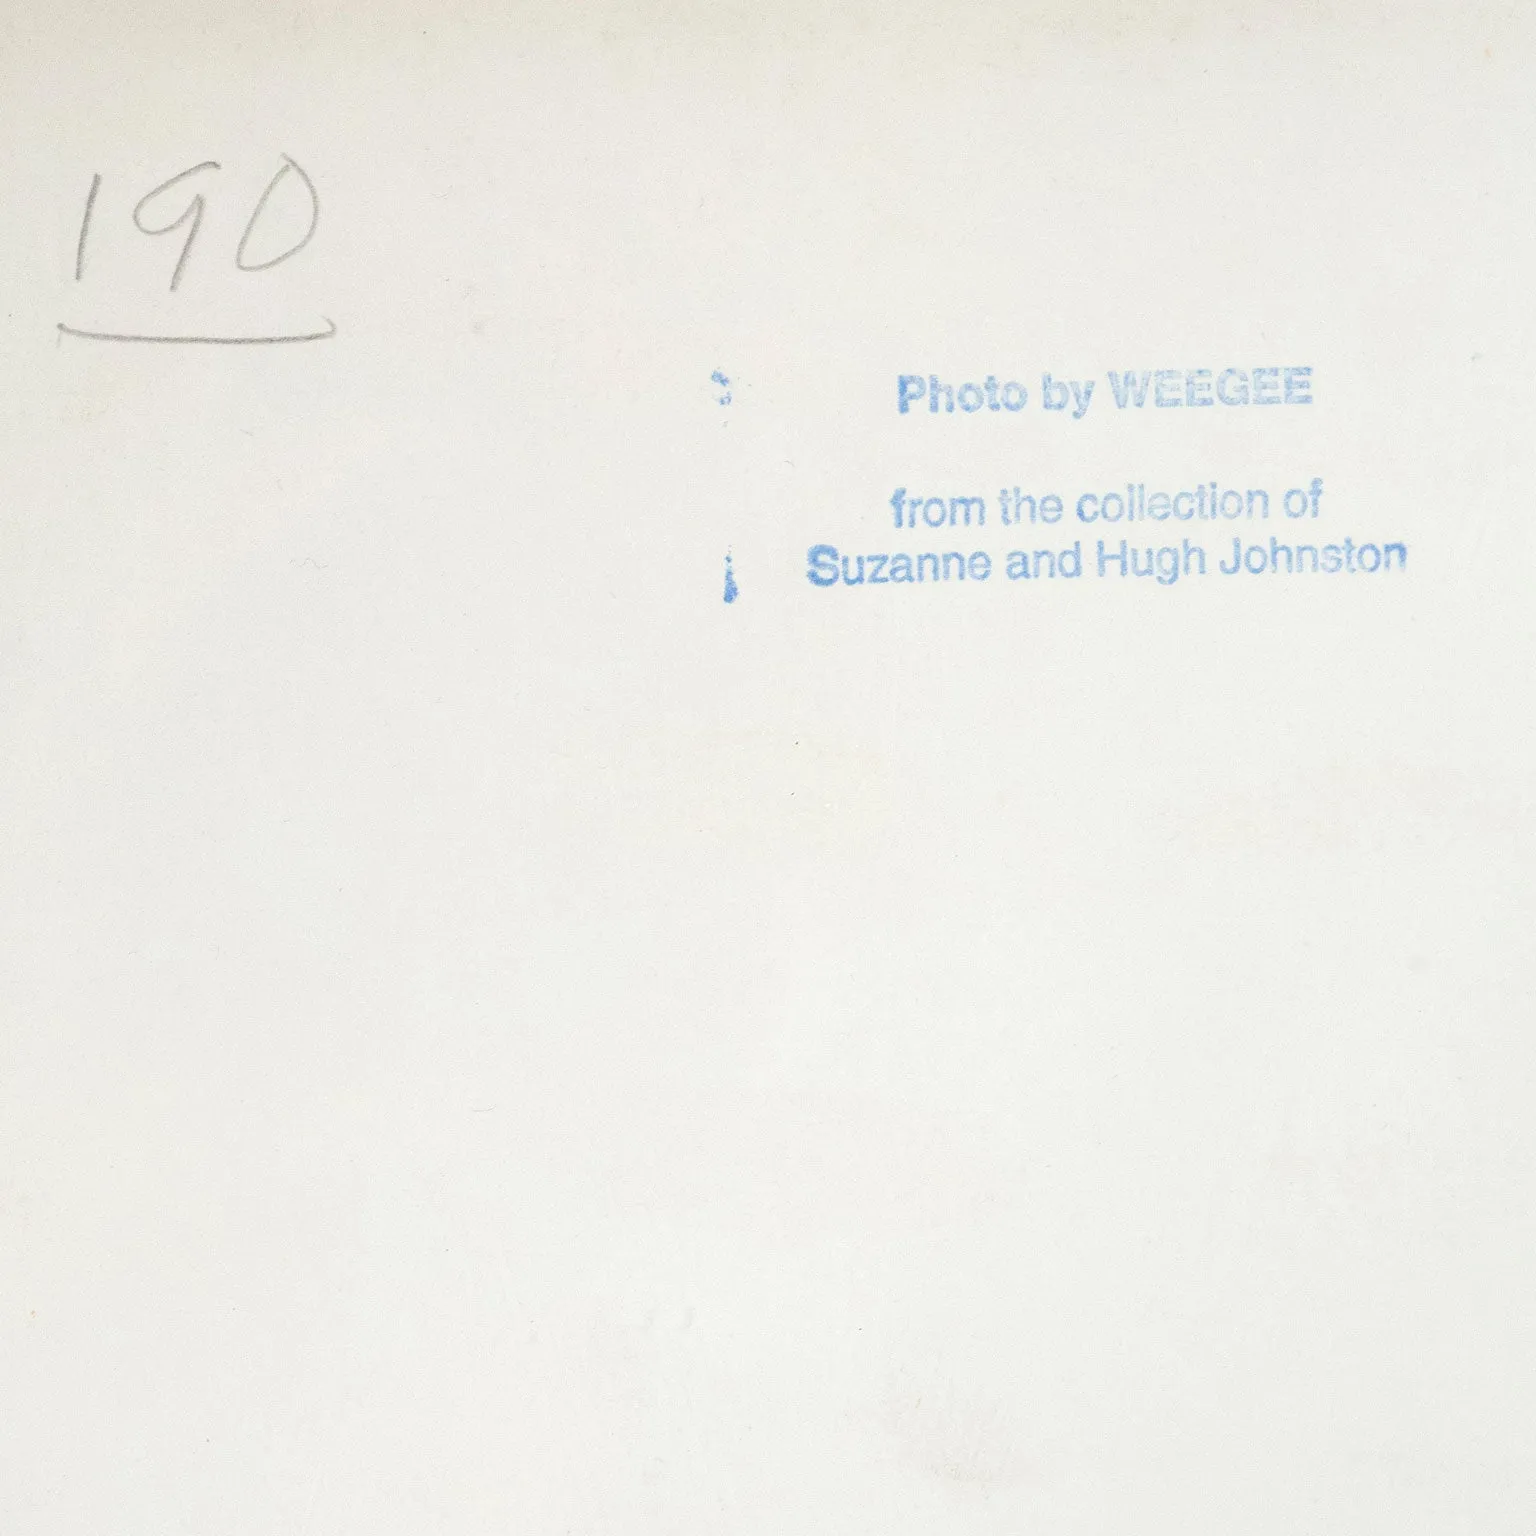 190
Photo by WEEGEE
from the collection of
Suzanne and Hugh Johnston